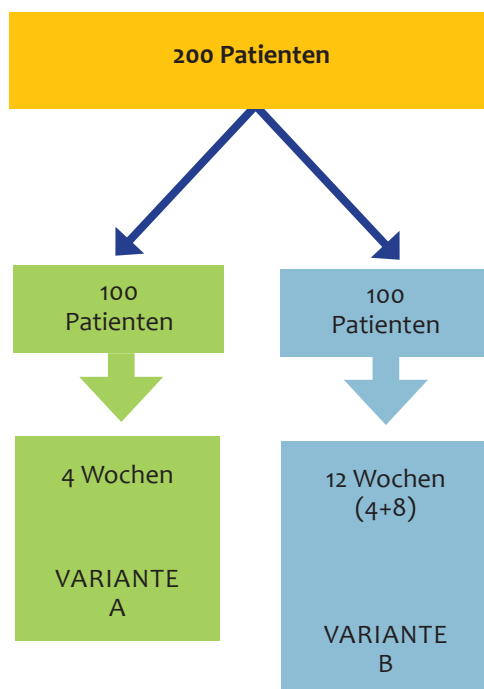 200 Patienten
100
Patienten
100
Patienten
4 Wochen
VARIANTE
A
12 Wochen
(4+8)
VARIANTE
B